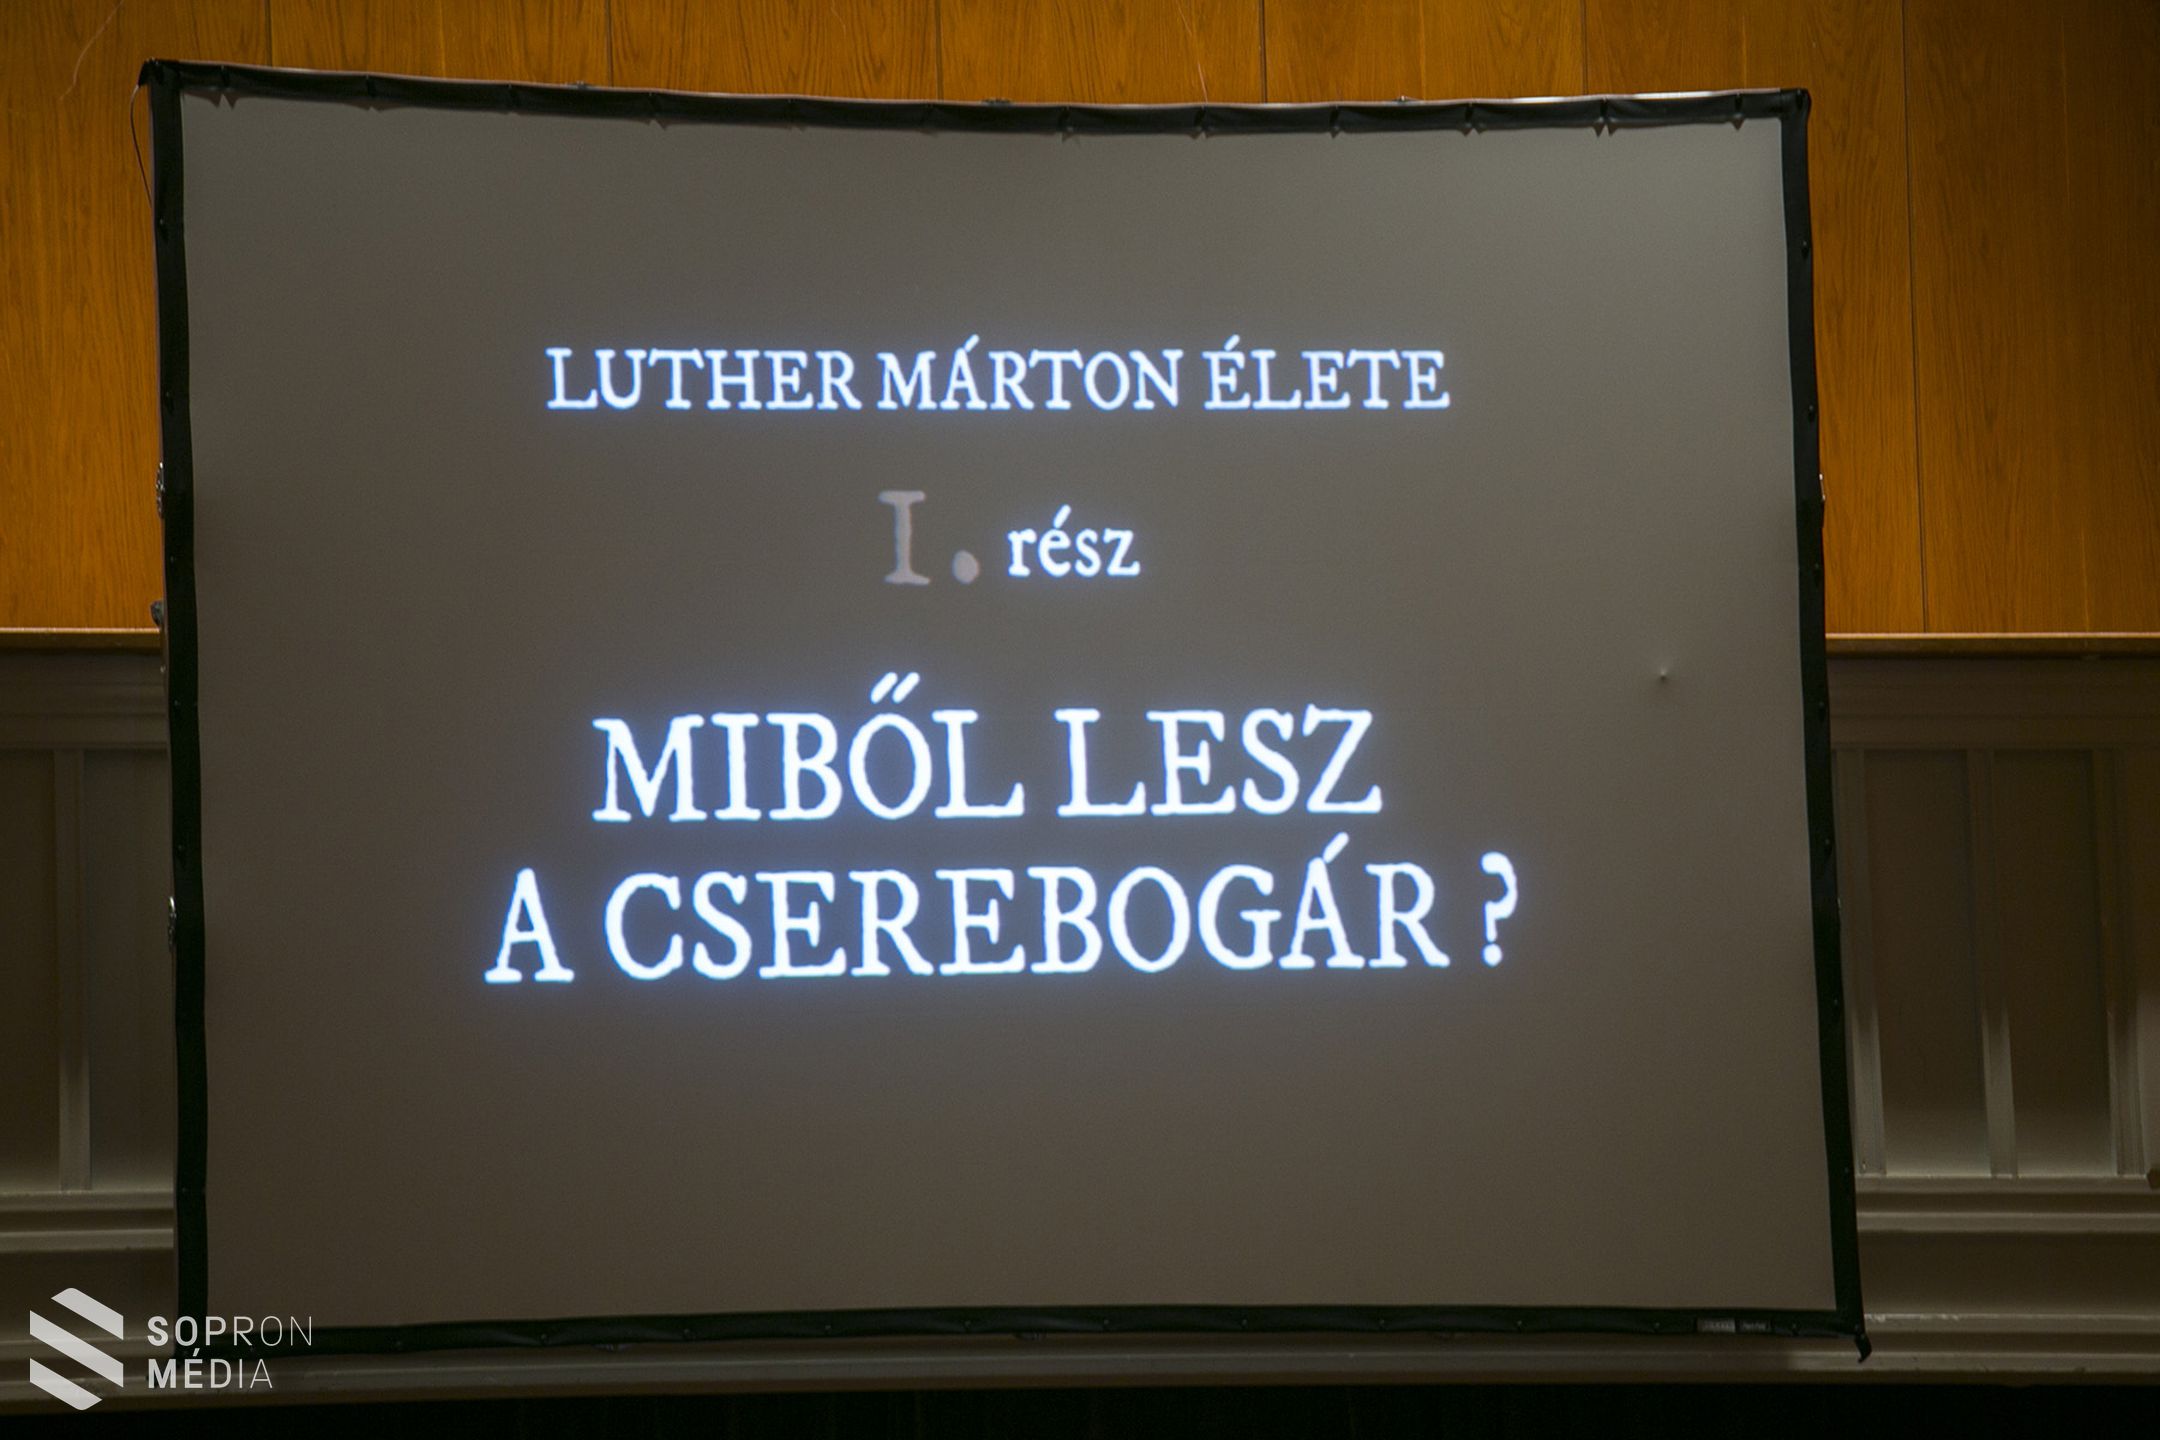 LUTHER MÁRTON ÉLETE
I. rész
MIBŐL LESZ
A CSEREBOGÁR ?
SOPRON
MÉDIA